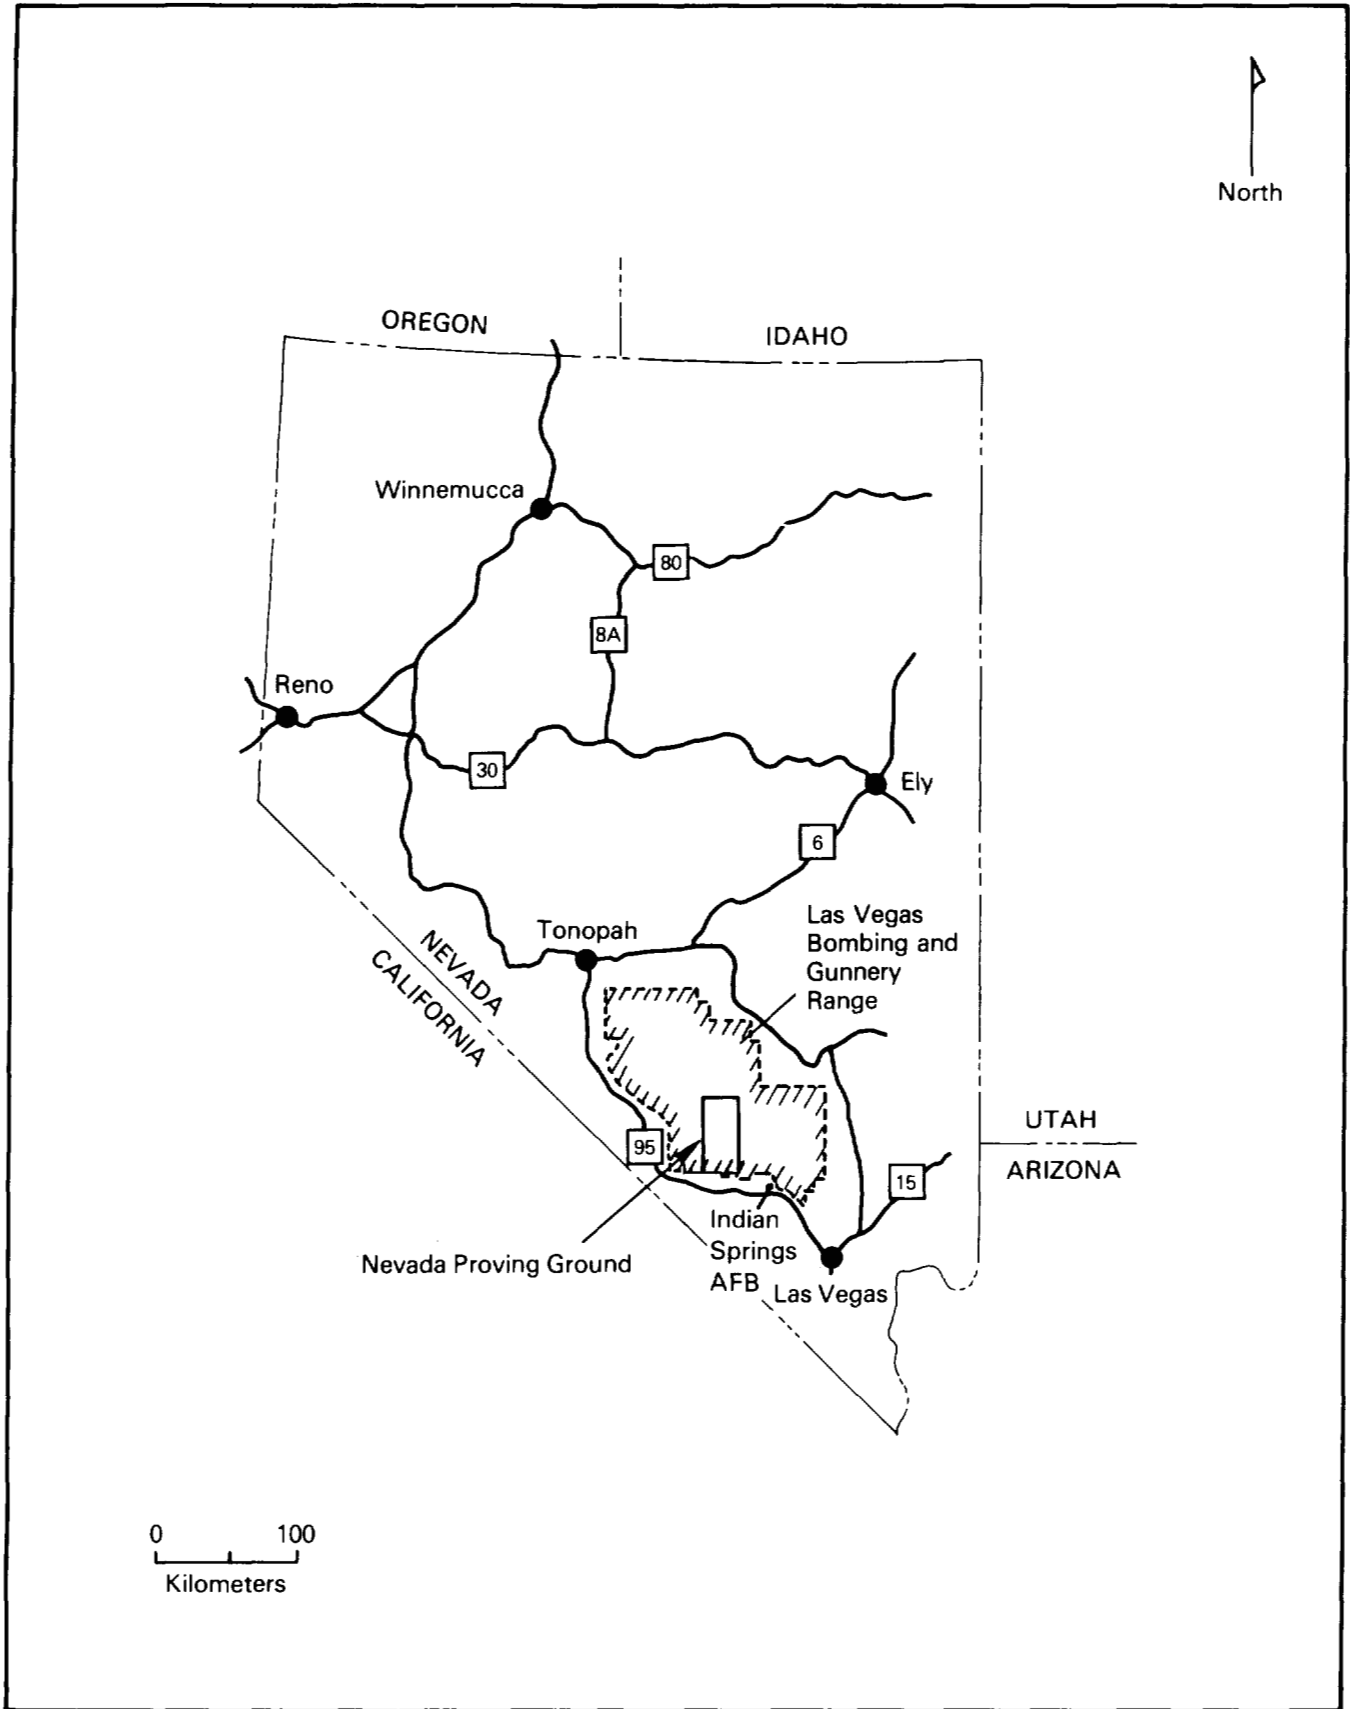 North
OREGON
IDAHO
Winnemucca
80
8A
Reno
30
Ely
6
Las Vegas
Bombing and
Gunnery
Range
Tonopah
NEVADA
CALIFORNIA
UTAH
95
ARIZONA
15
Indian
Springs
AFB
Nevada Proving Ground
Las Vegas
0 100
Kilometers